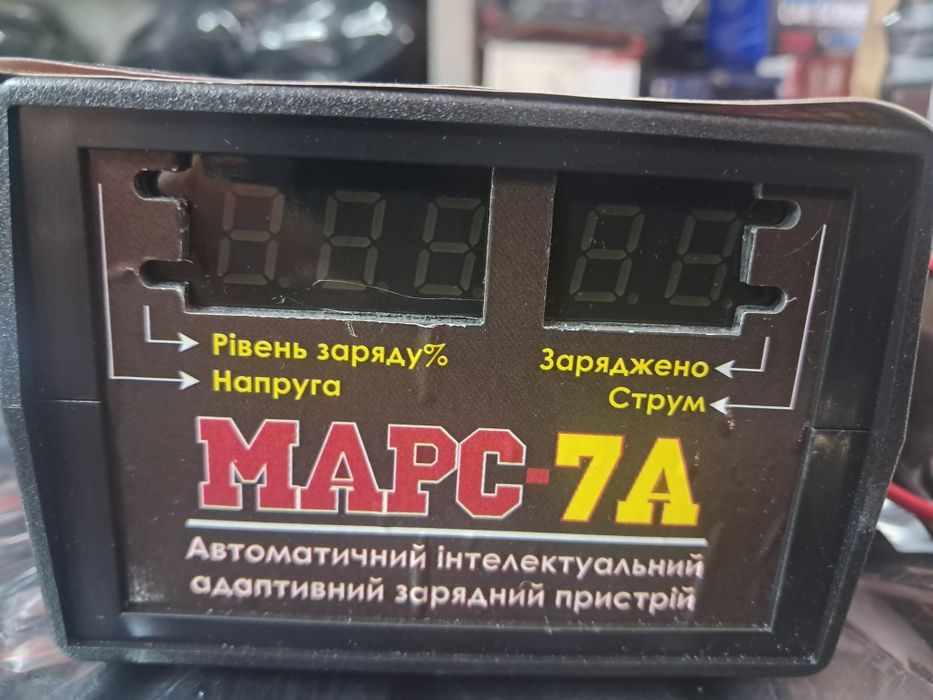 Рівень заряду%
Напруга
Заряджено
Струм
МАРС-7А
Автоматичний інтелектуальний
адаптивний зарядний пристрій